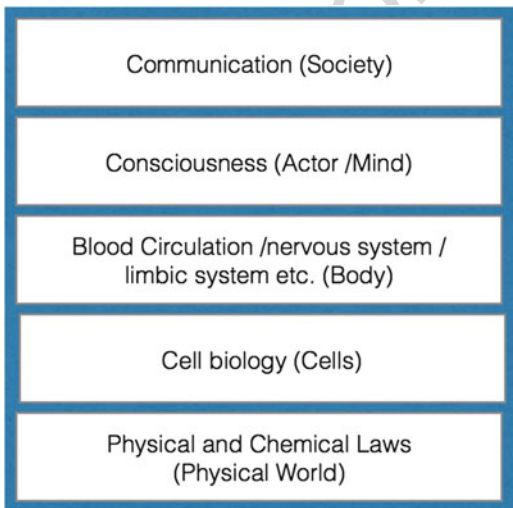 Communication (Society)
Consciousness (Actor /Mind)
Blood Circulation /nervous system /
limbic system etc. (Body)
Cell biology (Cells)
Physical and Chemical Laws
(Physical World)